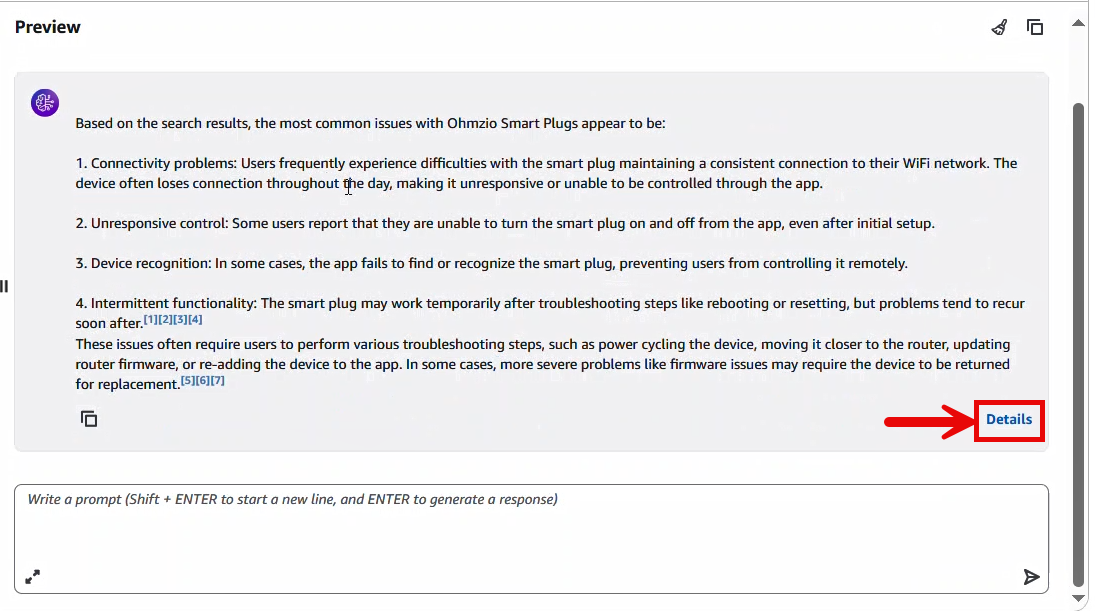 Preview
Based on the search results, the most common issues with Ohmzio Smart Plugs appear to be:
1. Connectivity problems: Users frequently experience difficulties with the smart plug maintaining a consistent connection to their WiFi network. The
device often loses connection throughout the day, making it unresponsive or unable to be controlled through the app.
2. Unresponsive control: Some users report that they are unable to turn the smart plug on and off from the app, even after initial setup.
3. Device recognition: In some cases, the app fails to find or recognize the smart plug, preventing users from controlling it remotely.
4. Intermittent functionality: The smart plug may work temporarily after troubleshooting steps like rebooting or resetting, but problems tend to recur
soon after.[1][2][3][4]
These issues often require users to perform various troubleshooting steps, such as power cycling the device, moving it closer to the router, updating
router firmware, or re-adding the device to the app. In some cases, more severe problems like firmware issues may require the device to be returned
for replacement.[5][6][7]
Details
Write a prompt (Shift + ENTER to start a new line, and ENTER to generate a response)